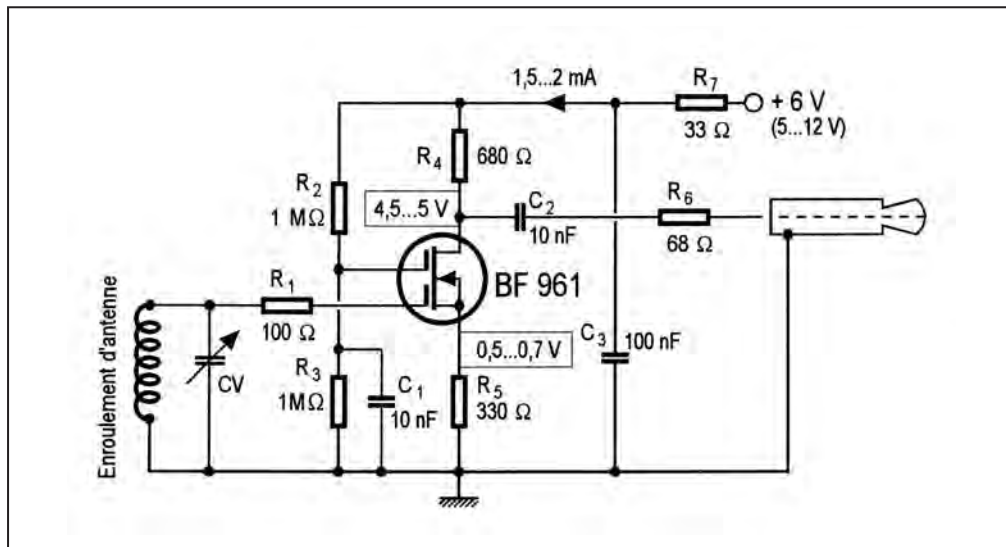 1,5...2 mA
R7
33 Ω
+ 6 V
(5...12 V)
R4
680 Ω
R2
1 MΩ
4,5...5 V
C2
10 nF
R6
68 Ω
BF 961
R1
100 Ω
Enroulement d'antenne
CV
R3
1MΩ
C1
10 nF
0,5...0,7 V
R5
330 Ω
C3
100 nF